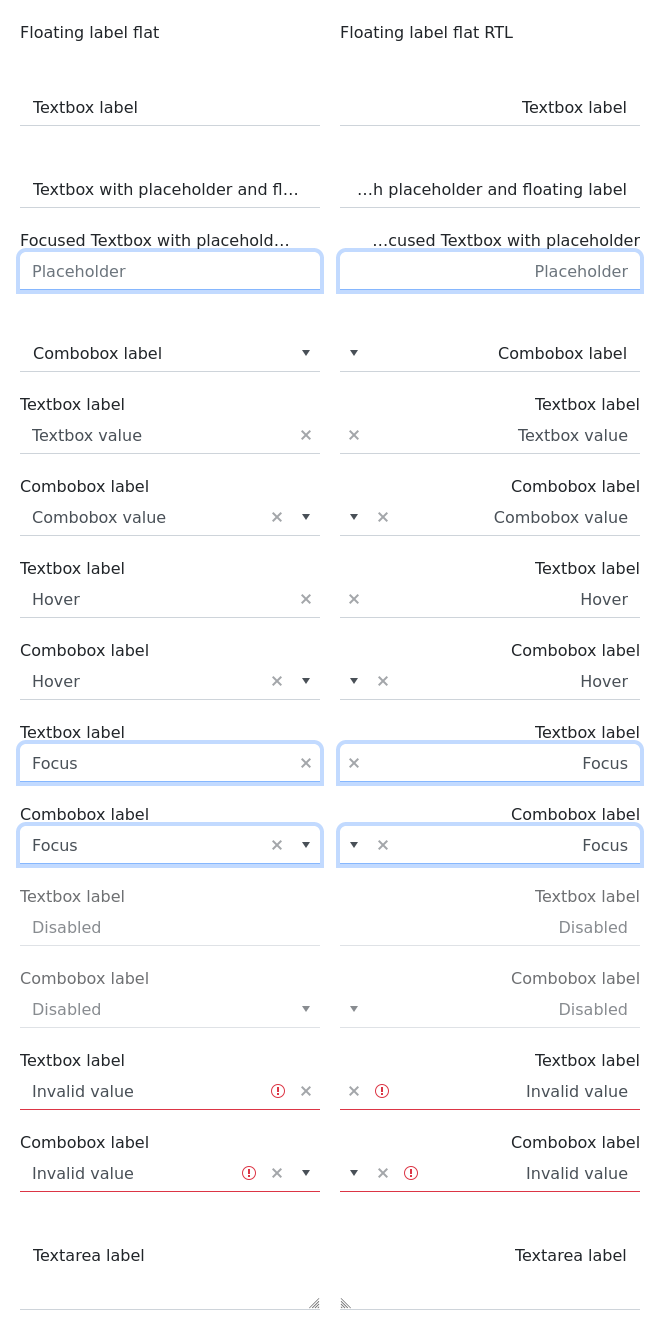 Floating label flat
Floating label flat RTL
Textbox label
Textbox label
Textbox with placeholder and fl…
…h placeholder and floating label
Focused Textbox with placehold…
…cused Textbox with placeholder
Placeholder
Placeholder
Combobox label
Combobox label
Textbox label
Textbox label
Textbox value
Textbox value
Combobox label
Combobox label
Combobox value
Combobox value
Textbox label
Textbox label
Hover
Hover
Combobox label
Combobox label
Hover
Hover
Textbox label
Textbox label
Focus
Focus
Combobox label
Combobox label
Focus
Focus
Textbox label
Textbox label
Disabled
Disabled
Combobox label
Combobox label
Disabled
Disabled
Textbox label
Textbox label
Invalid value
Invalid value
Combobox label
Combobox label
Invalid value
Invalid value
Textarea label
Textarea label